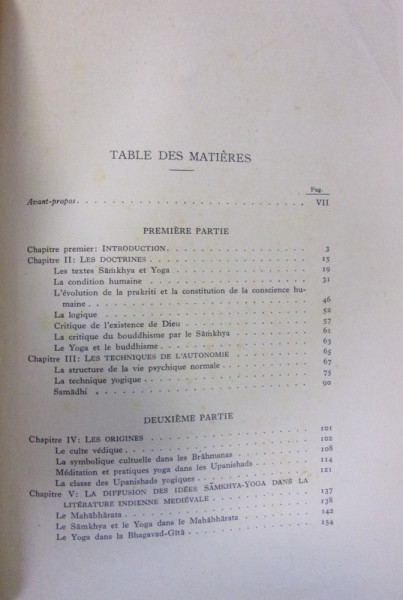 TABLE DES MATIÈRES
Pag.
Avant-propos. VII
PREMIÈRE PARTIE
Chapitre premier: INTRODUCTION. 3
Chapitre II: LES DOCTRINES 15
Les textes Sāṃkhya et Yoga 19
La condition humaine 31
L'évolution de la prakriti et la constitution de la conscience hu-
maine 46
La logique 52
Critique de l'existence de Dieu 57
La critique du bouddhisme par le Sāṃkhya 61
Le Yoga et le buddhisme 63
Chapitre III: LES TECHNIQUES DE L'AUTONOMIE 65
La structure de la vie psychique normale 67
La technique yogique 75
Samādhi 90
DEUXIÈME PARTIE
Chapitre IV: LES ORIGINES 101
Le culte védique 102
La symbolique cultuelle dans les Brāhmanas 108
Méditation et pratiques yoga dans les Upanishads 114
La classe des Upanishads yogiques 121
Chapitre V: LA DIFFUSION DES IDÉES SĀṂKHYA-YOGA DANS LA
LITÉRATURE INDIENNE MEDIÉVALE 137
Le Mahābhārata 138
Le Sāṃkhya et le Yoga dans le Mahābhārata 142
Le Yoga dans la Bhagavad-Gītā 154